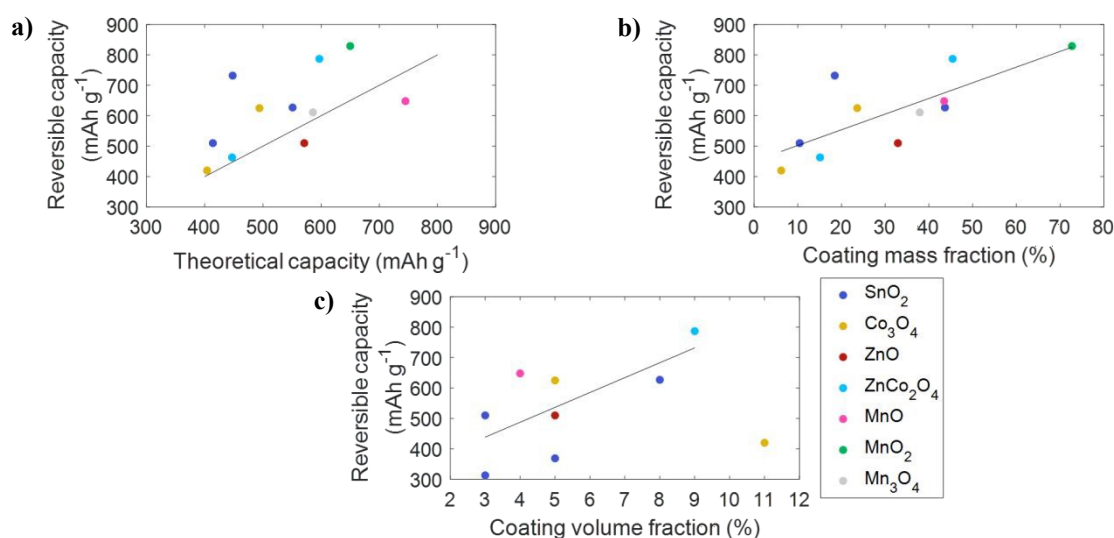 a)
Reversible capacity
(mAh g⁻¹)
900
800
700
600
500
400
300
300 400 500 600 700 800 900
Theoretical capacity (mAh g⁻¹)
b)
Reversible capacity
(mAh g⁻¹)
900
800
700
600
500
400
300
0 10 20 30 40 50 60 70 80
Coating mass fraction (%)
c)
Reversible capacity
(mAh g⁻¹)
900
800
700
600
500
400
300
2 3 4 5 6 7 8 9 10 11 12
Coating volume fraction (%)
SnO₂
Co₃O₄
ZnO
ZnCo₂O₄
MnO
MnO₂
Mn₃O₄